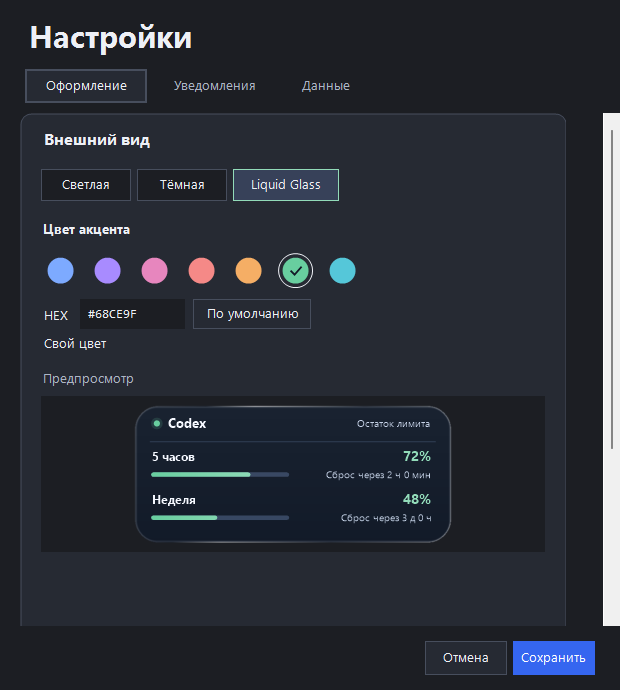 Настройки
Оформление Уведомления Данные
Внешний вид
Светлая Тёмная Liquid Glass
Цвет акцента
HEX #68CE9F По умолчанию
Свой цвет
Предпросмотр
Codex Остаток лимита
5 часов 72%
Сброс через 2 ч 0 мин
Неделя 48%
Сброс через 3 д 0 ч
Отмена Сохранить